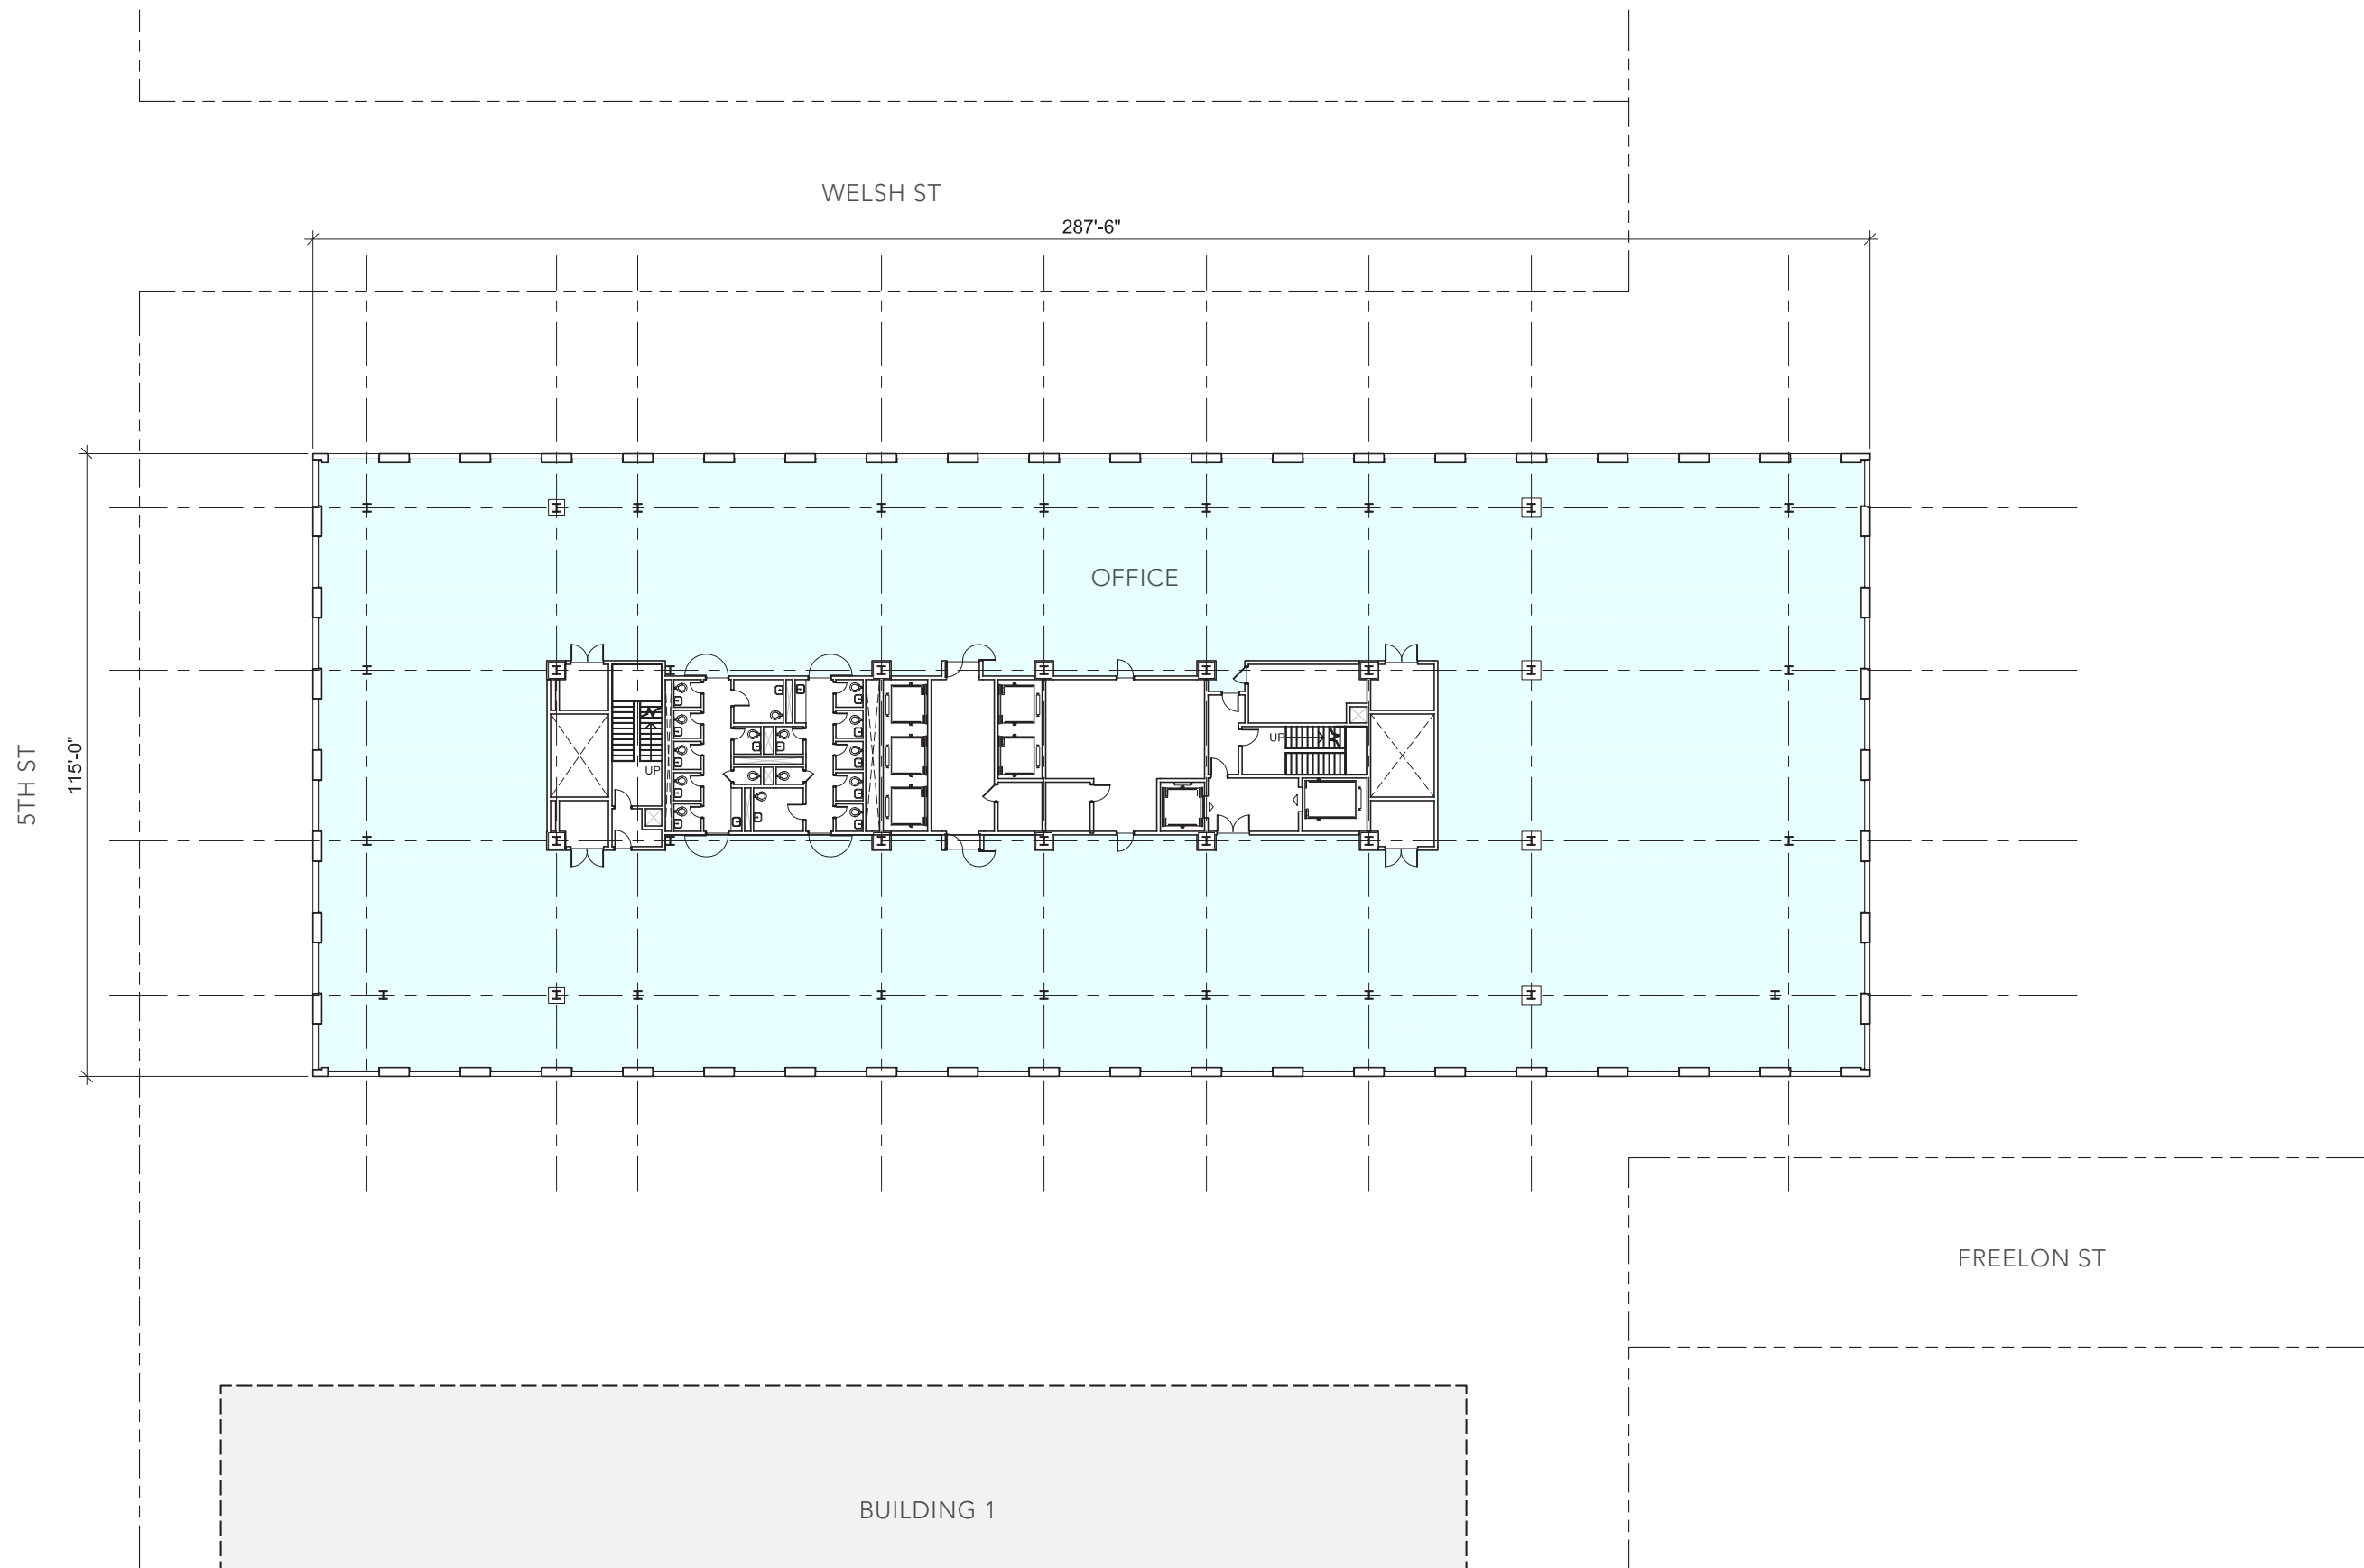 WELSH ST
287'-6"
OFFICE
5TH ST
115'-0"
UP
UP
FREELON ST
BUILDING 1